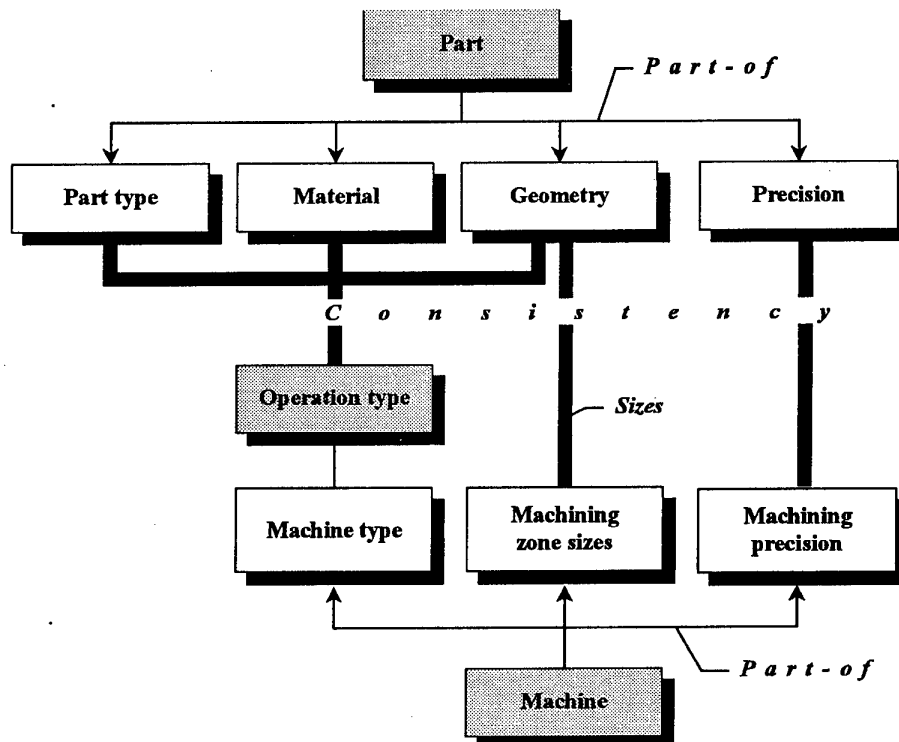 Part
Part-of
Part type
Material
Geometry
Precision
Consistency
Operation type
Sizes
Machine type
Machining
zone sizes
Machining
precision
Part-of
Machine